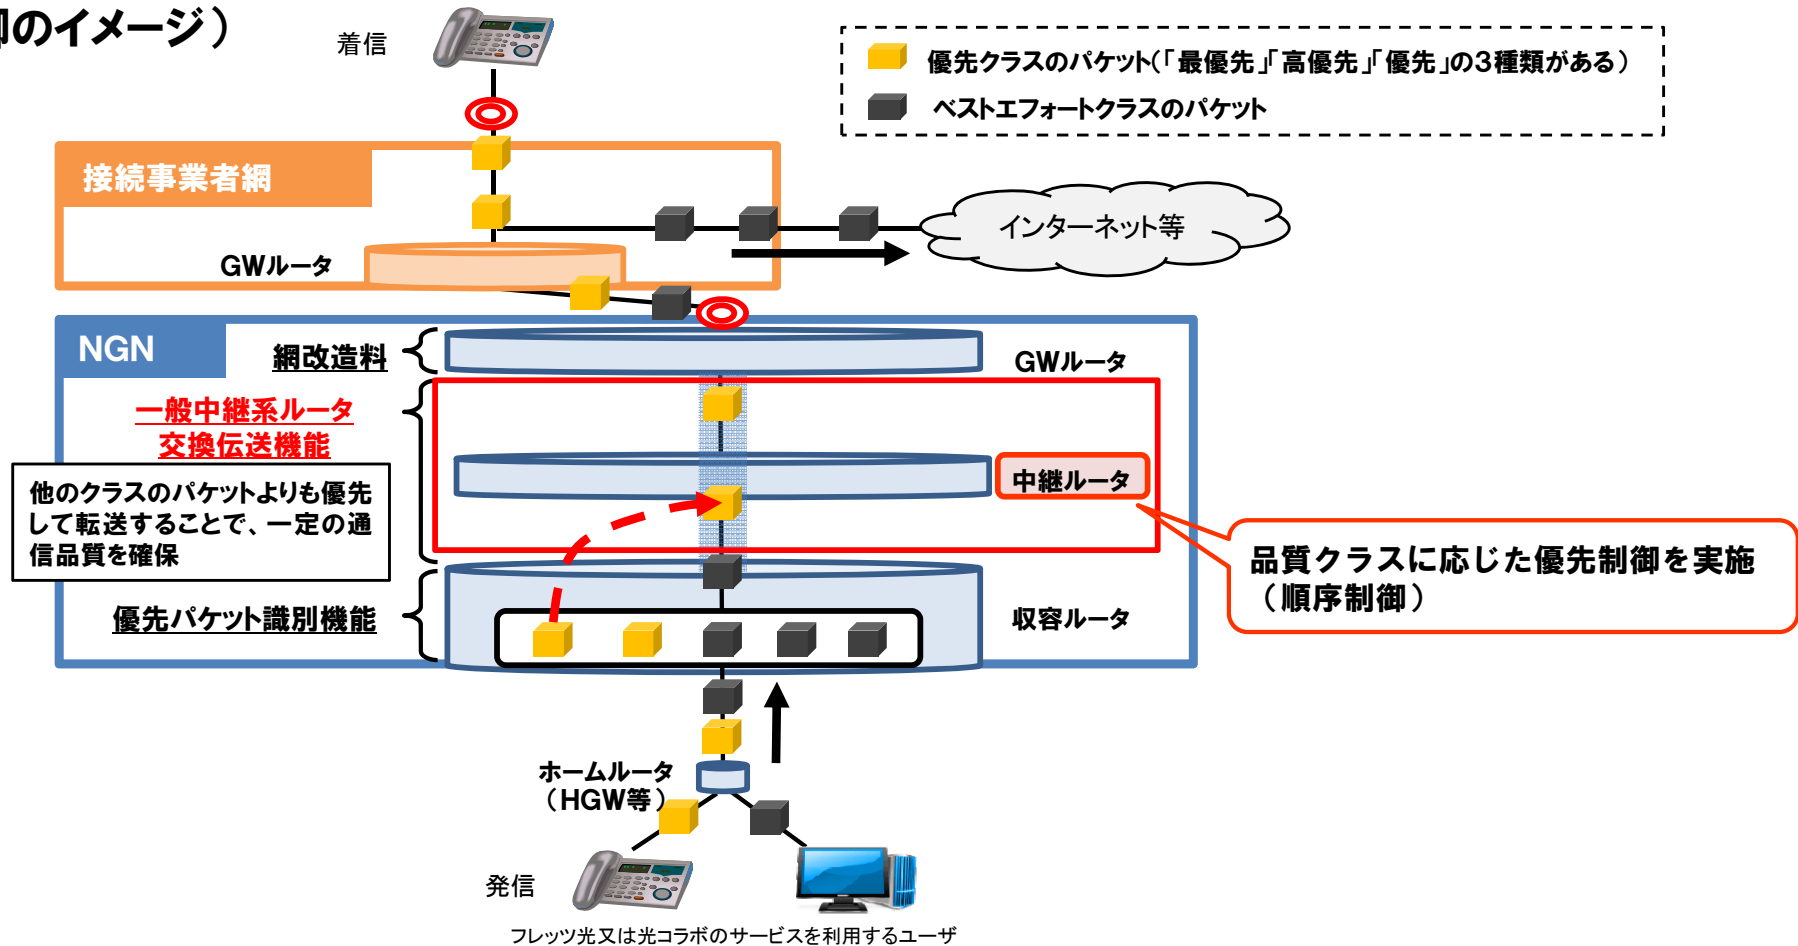 御のイメージ）
着信
優先クラスのパケット(「最優先」「高優先」「優先」の3種類がある)
ベストエフォートクラスのパケット
接続事業者網
インターネット等
GWルータ
NGN
網改造料
GWルータ
一般中継系ルータ
交換伝送機能
中継ルータ
他のクラスのパケットよりも優先
して転送することで、一定の通
信品質を確保
品質クラスに応じた優先制御を実施
（順序制御）
優先パケット識別機能
収容ルータ
ホームルータ
（HGW等）
発信
フレッツ光又は光コラボのサービスを利用するユーザ